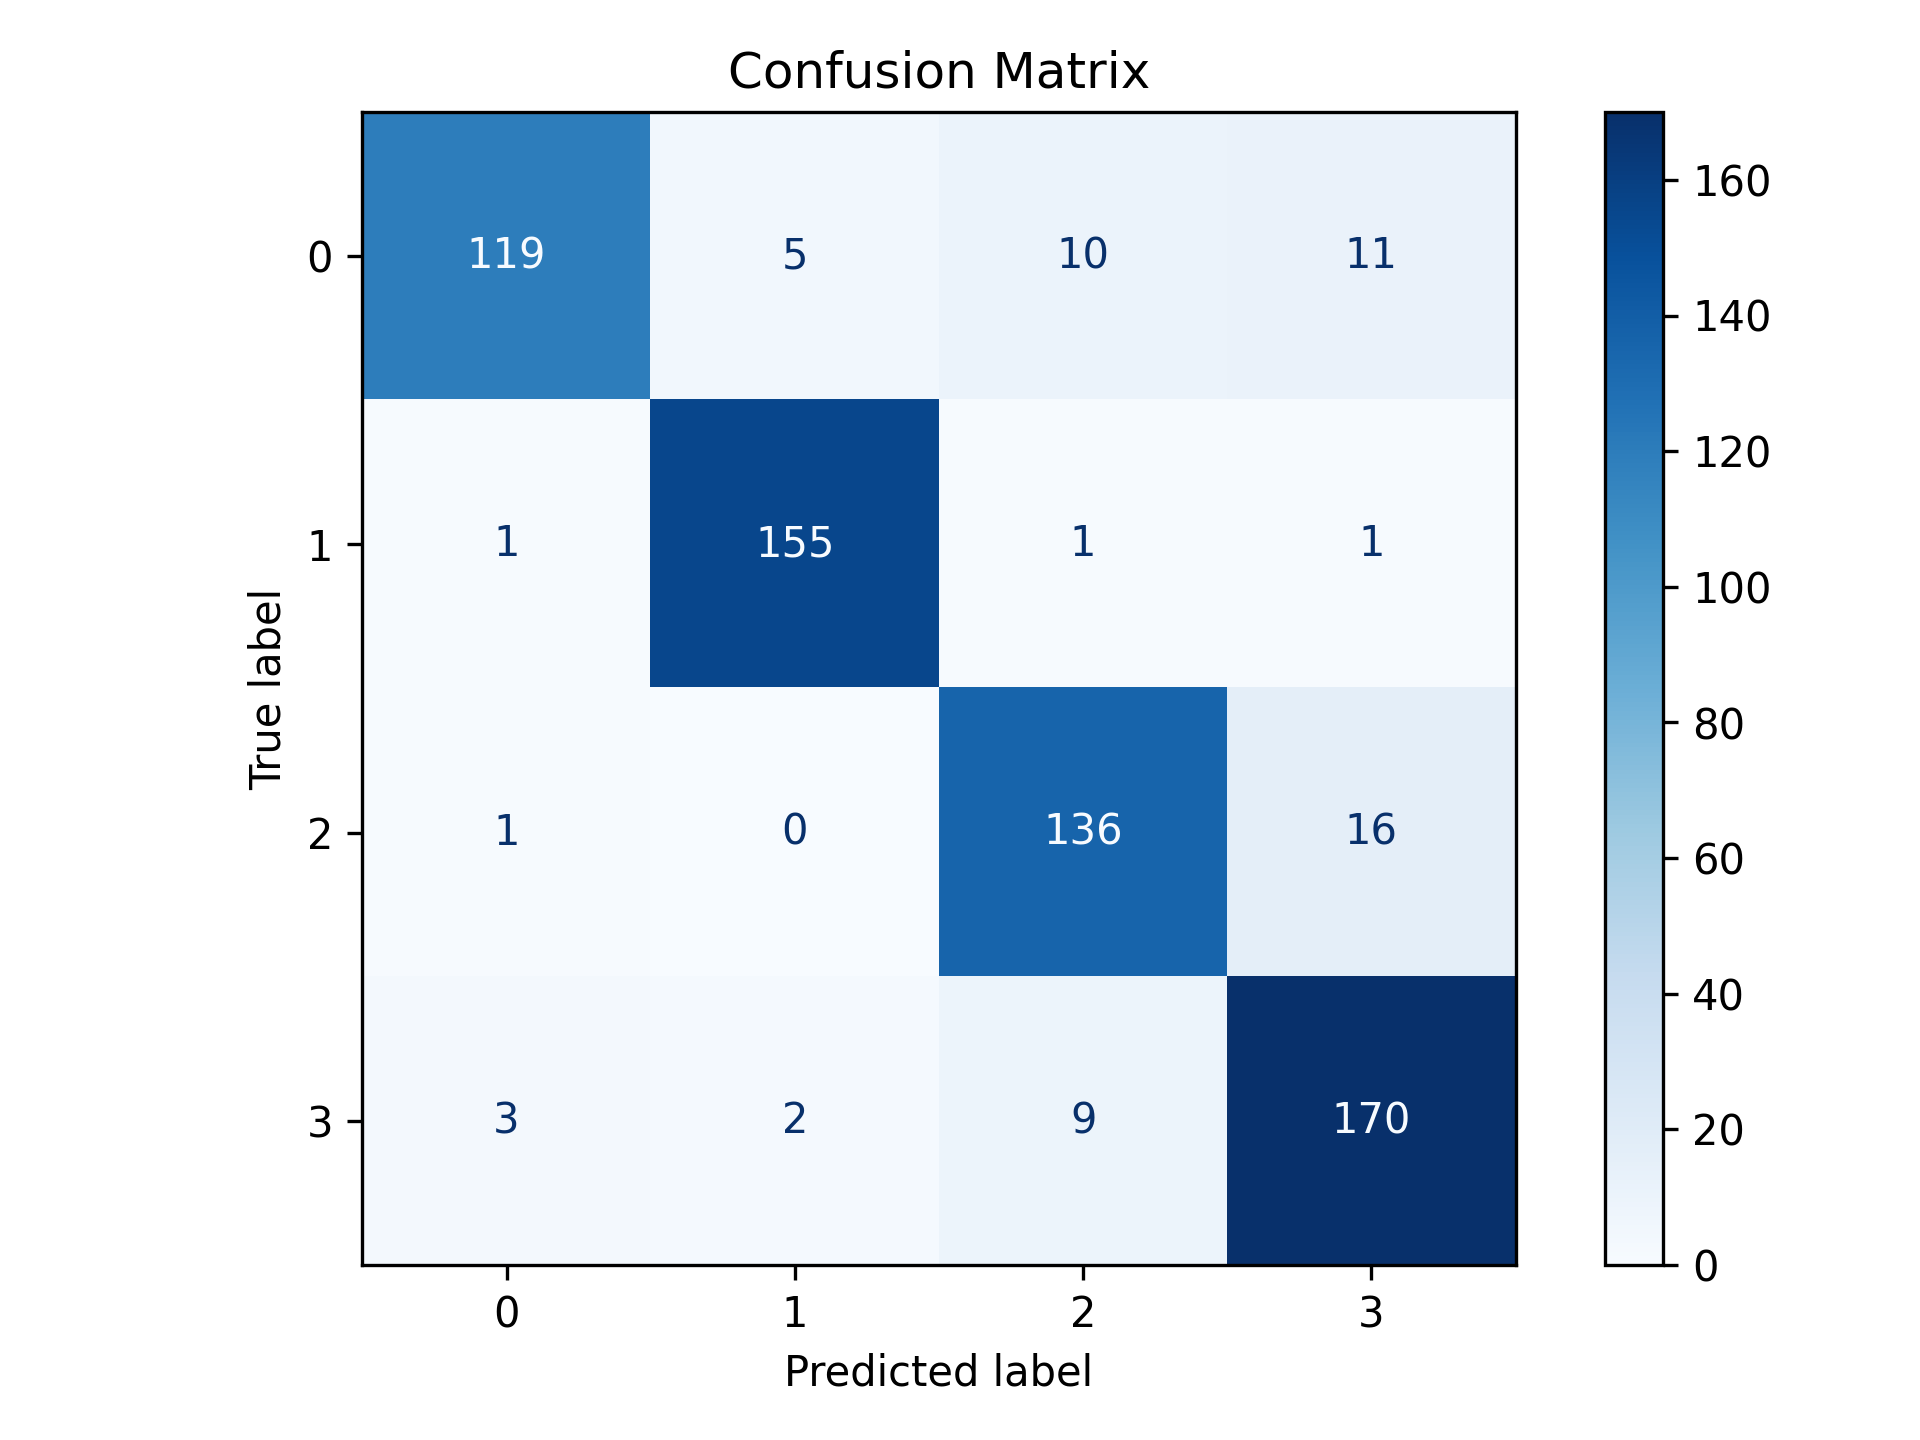 Confusion Matrix
0 119 5 10 11
1 1 155 1 1
2 1 0 136 16
3 3 2 9 170
0 1 2 3
Predicted label
True label
160
140
120
100
80
60
40
20
0